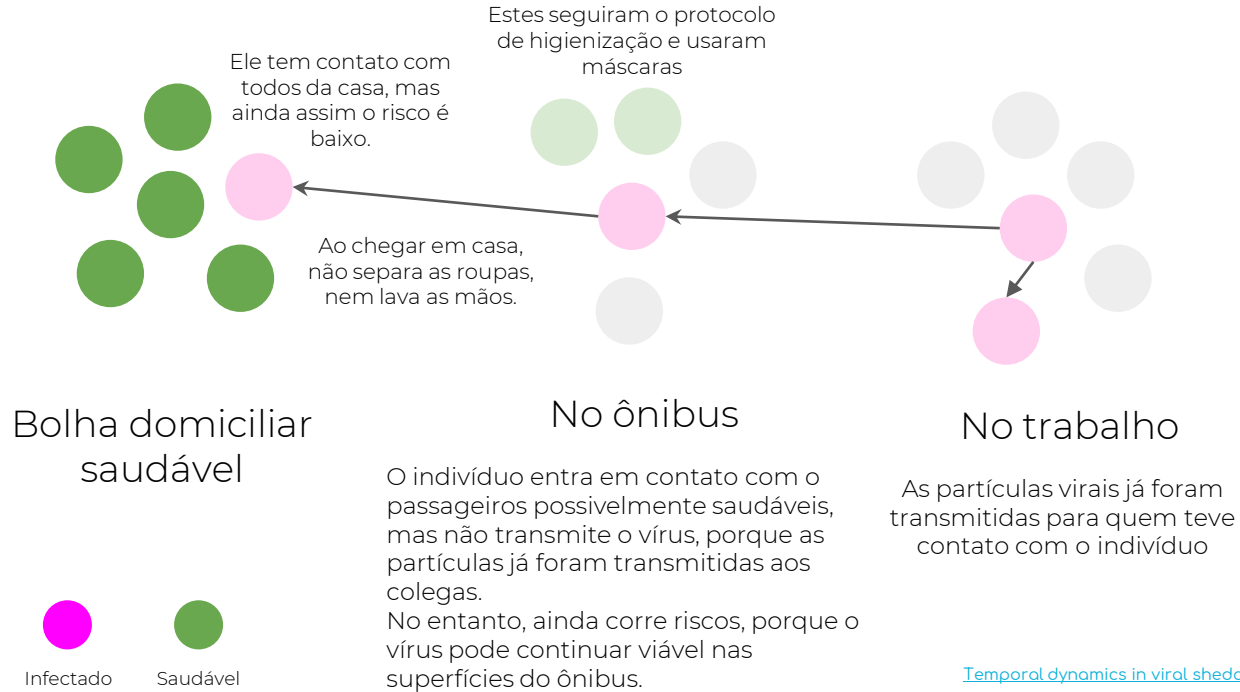 Estes seguiram o protocolo
de higienização e usaram
máscaras
Ele tem contato com
todos da casa, mas
ainda assim o risco é
baixo.
Ao chegar em casa,
não separa as roupas,
nem lava as mãos.
Bolha domiciliar
saudável
No ônibus
O indivíduo entra em contato com o
passageiros possivelmente saudáveis,
mas não transmite o vírus, porque as
partículas já foram transmitidas aos
colegas.
No entanto, ainda corre riscos, porque o
vírus pode continuar viável nas
superfícies do ônibus.
No trabalho
As partículas virais já foram
transmitidas para quem teve
contato com o indivíduo
Infectado
Saudável
Temporal dynamics in viral shedd